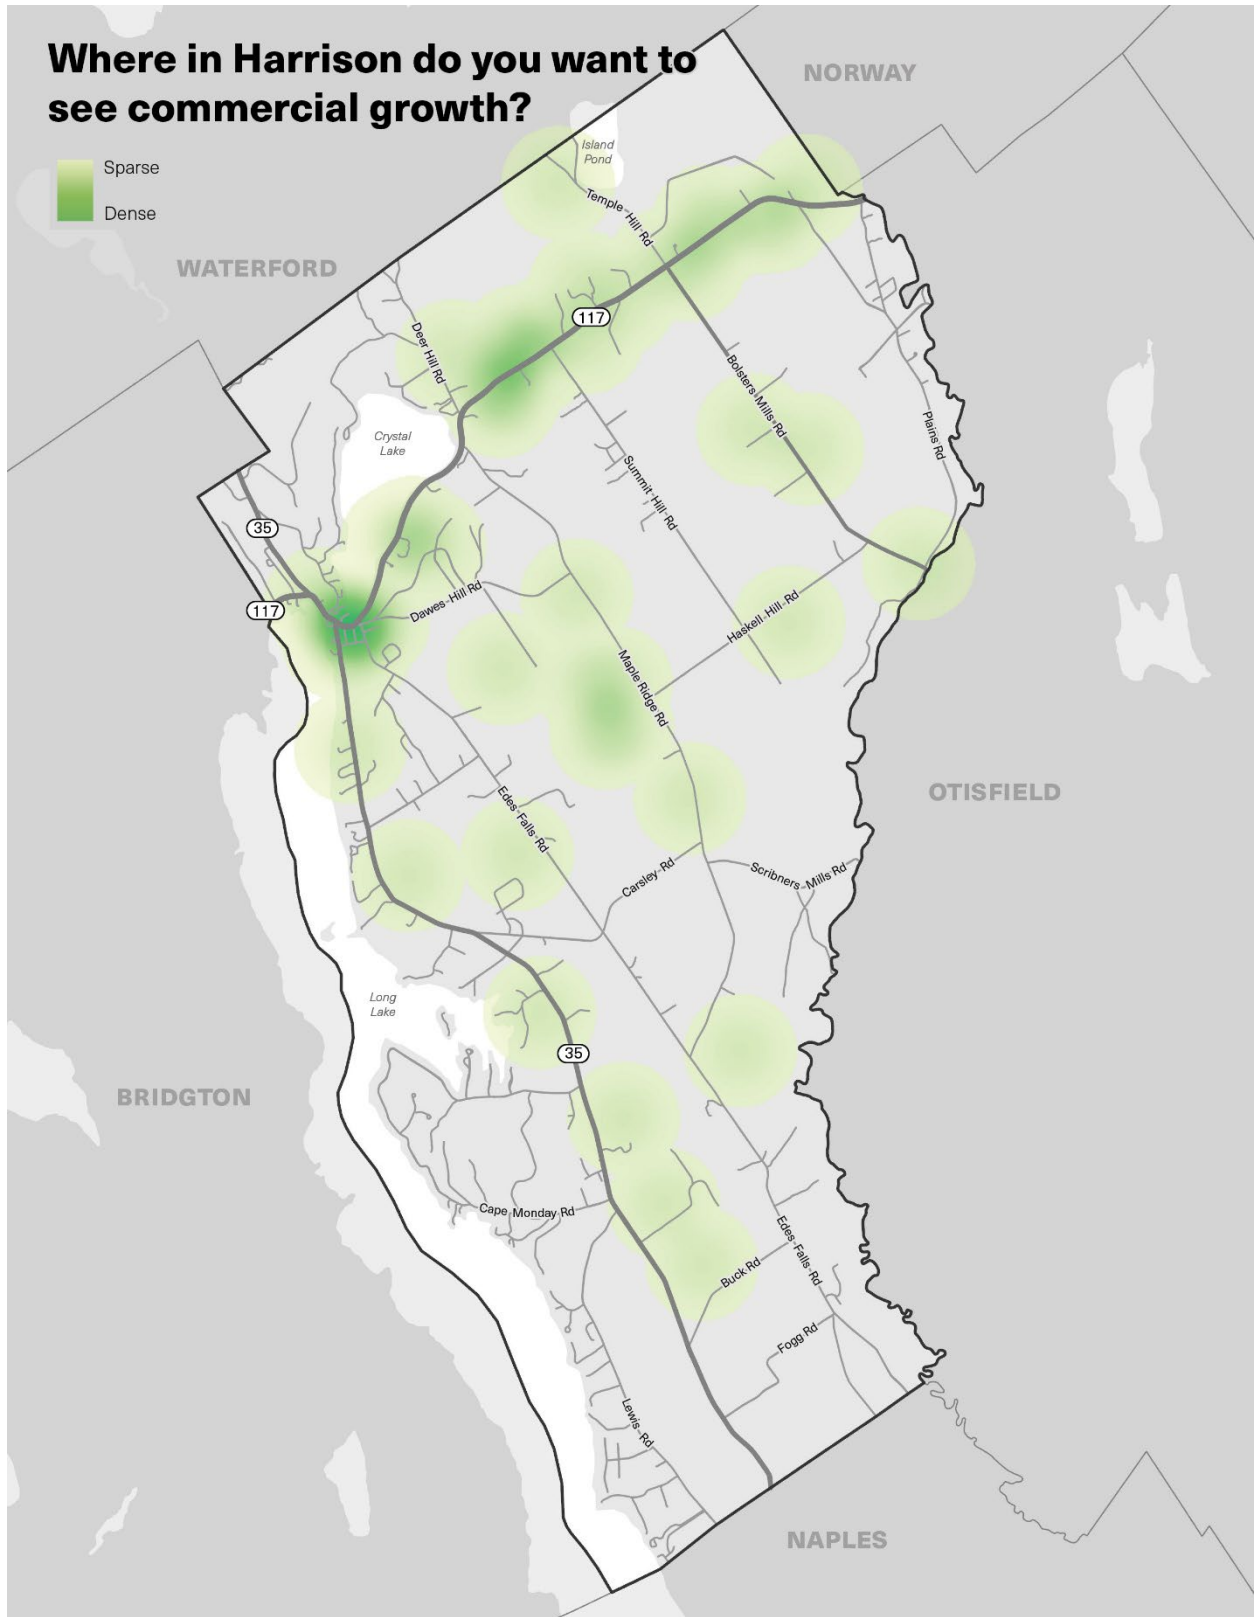 Where in Harrison do you want to
see commercial growth?
Sparse
Dense
NORWAY
Island
Pond
Temple Hill Rd
WATERFORD
117
Deer Hill Rd
Bolsters Mills Rd
Plains Rd
Crystal
Lake
Summit Hill Rd
35
117
Dawes Hill Rd
Haskell Hill Rd
Maple Ridge Rd
OTISFIELD
Edes Falls Rd
Carsley Rd
Scribners Mills Rd
Long
Lake
35
BRIDGTON
Cape Monday Rd
Edes Falls Rd
Buck Rd
Fogg Rd
Lewis Rd
NAPLES